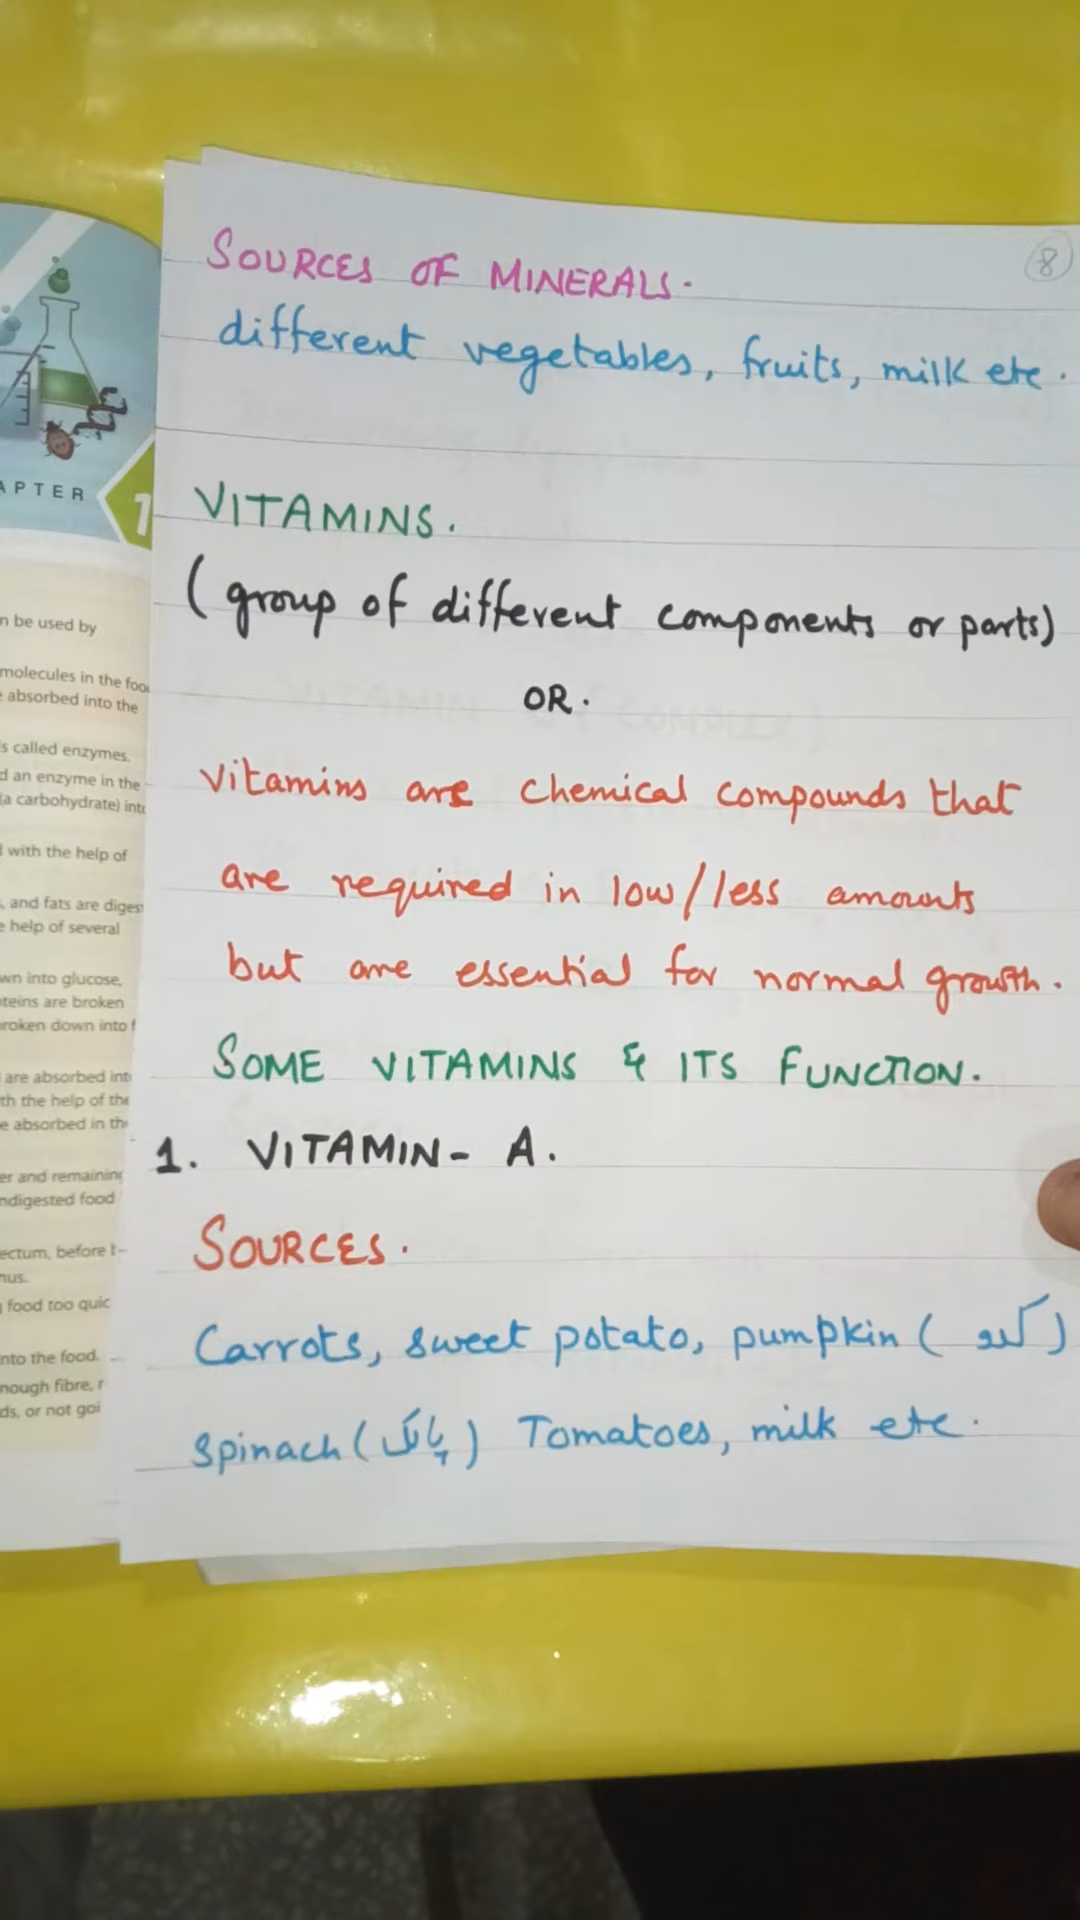 SOURCES OF MINERALS.
8
different vegetables, fruits, milk etc.
VITAMINS.
(group of different components or parts)
OR.
Vitamins are chemical compounds that
are required in low/less amounts
but are essential for normal growth.
SOME VITAMINS & ITS FUNCTION.
1. VITAMIN- A.
SOURCES.
Carrots, sweet potato, pumpkin (کدو)
Spinach (پالک) Tomatoes, milk etc.
APTER 1
n be used by
molecules in the foo
absorbed into the
s called enzymes.
d an enzyme in the
(a carbohydrate) int
with the help of
, and fats are diges
help of several
wn into glucose,
teins are broken
roken down into f
are absorbed int
th the help of the
e absorbed in th
er and remaining
ndigested food
ectum, before t
nus.
food too quic
nto the food.
nough fibre, r
ds, or not goi